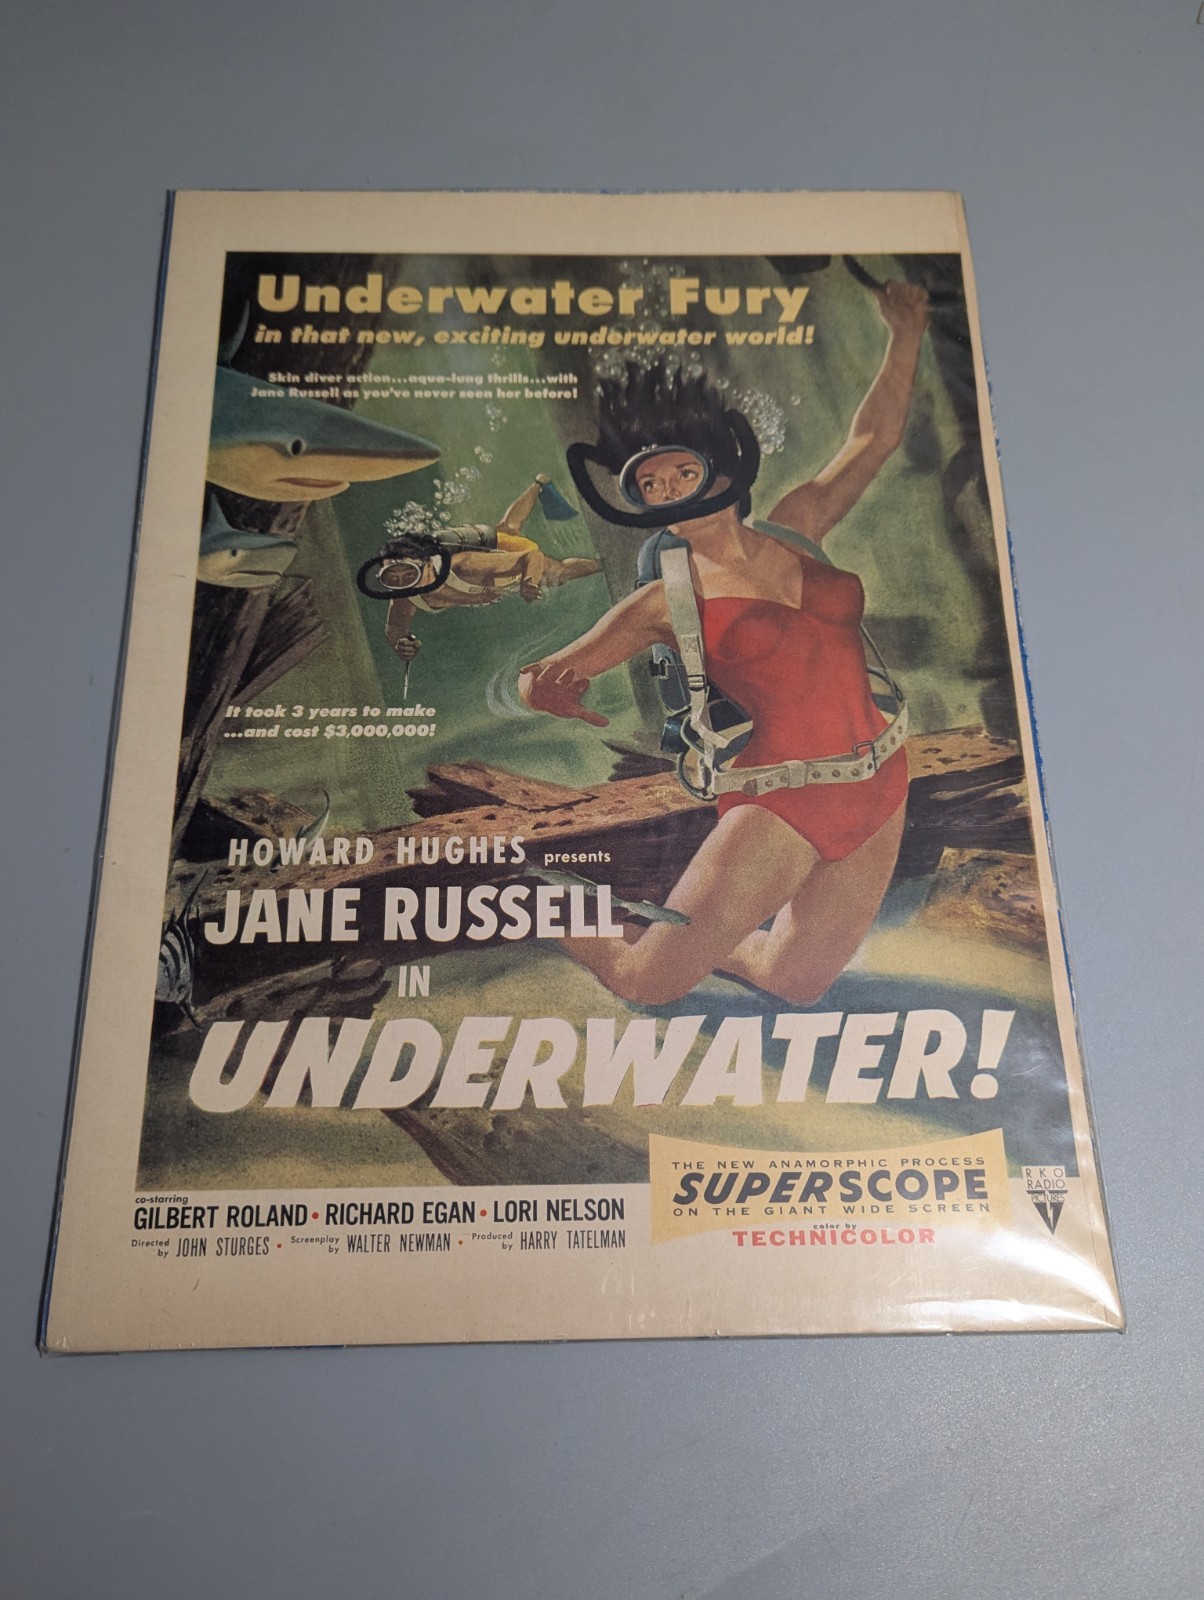 Underwater Fury
in that new, exciting underwater world!
Skin diver action...aqua-lung thrills...with
Jane Russell as you've never seen her before!
It took 3 years to make
...and cost $3,000,000!
HOWARD HUGHES presents
JANE RUSSELL
IN
UNDERWATER!
co-starring
GILBERT ROLAND • RICHARD EGAN • LORI NELSON
Directed by JOHN STURGES • Screenplay by WALTER NEWMAN • Produced by HARRY TATELMAN
THE NEW ANAMORPHIC PROCESS
SUPERSCOPE
ON THE GIANT WIDE SCREEN
color by
TECHNICOLOR
RKO
RADIO
PICTURES